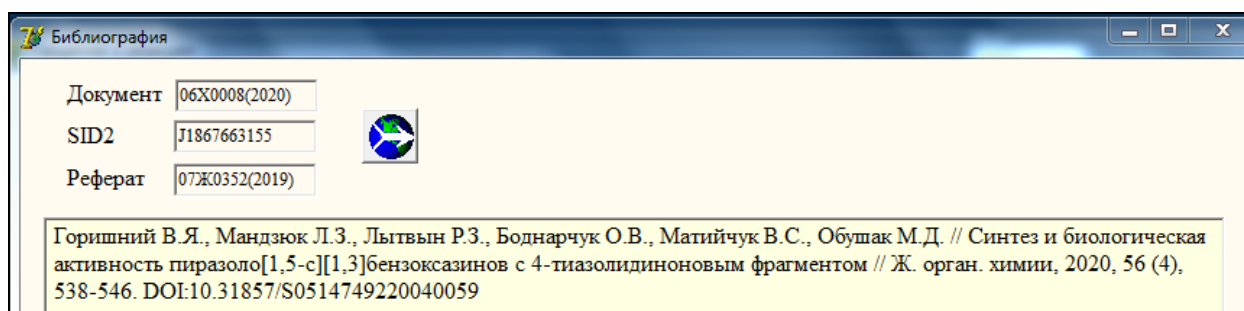 Библиография
Документ 06X0008(2020)
SID2 J1867663155
Реферат 07Ж0352(2019)
Горишний В.Я., Мандзюк Л.З., Лытвын Р.З., Боднарчук О.В., Матийчук В.С., Обушак М.Д. // Синтез и биологическая
активность пиразоло[1,5-c][1,3]бензоксазинов с 4-тиазолидиноновым фрагментом // Ж. орган. химии, 2020, 56 (4),
538-546. DOI:10.31857/S0514749220040059